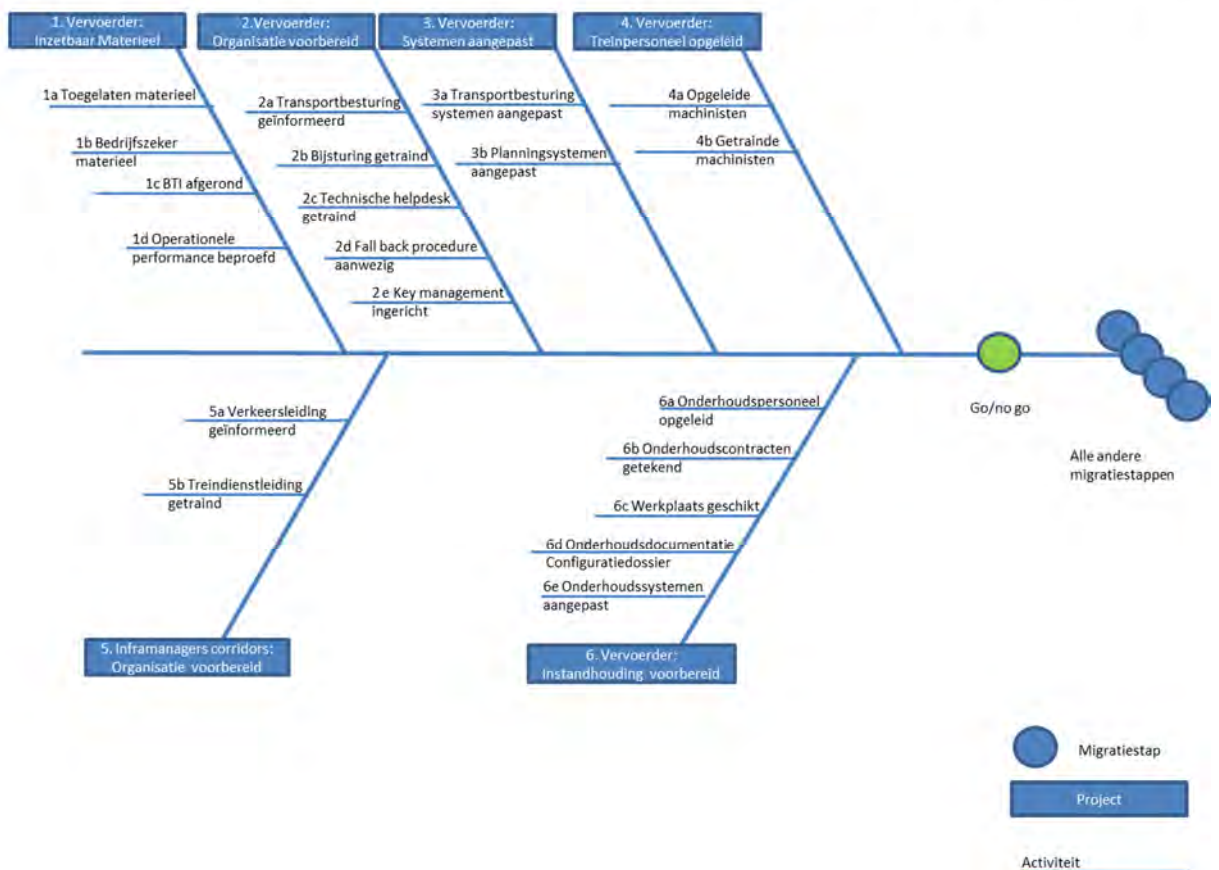 1. Vervoerder:
Inzetbaar Materieel
2.Vervoerder:
Organisatie voorbereid
3. Vervoerder:
Systemen aangepast
4. Vervoerder:
Treinpersoneel opgeleid
1a Toegelaten materieel
1b Bedrijfszeker
materieel
1c BTI afgerond
1d Operationele
performance beproefd
2a Transportbesturing
geïnformeerd
2b Bijsturing getraind
2c Technische helpdesk
getraind
2d Fall back procedure
aanwezig
2e Key management
ingericht
3a Transportbesturing
systemen aangepast
3b Planningsystemen
aangepast
4a Opgeleide
machinisten
4b Getrainde
machinisten
Go/no go
Alle andere
migratiestappen
5a Verkeersleiding
geïnformeerd
5b Treindienstleiding
getraind
5. Inframanagers corridors:
Organisatie voorbereid
6a Onderhoudspersoneel
opgeleid
6b Onderhoudscontracten
getekend
6c Werkplaats geschikt
6d Onderhoudsdocumentatie
Configuratiedossier
6e Onderhoudssystemen
aangepast
6. Vervoerder:
Instandhouding voorbereid
Migratiestap
Project
Activiteit